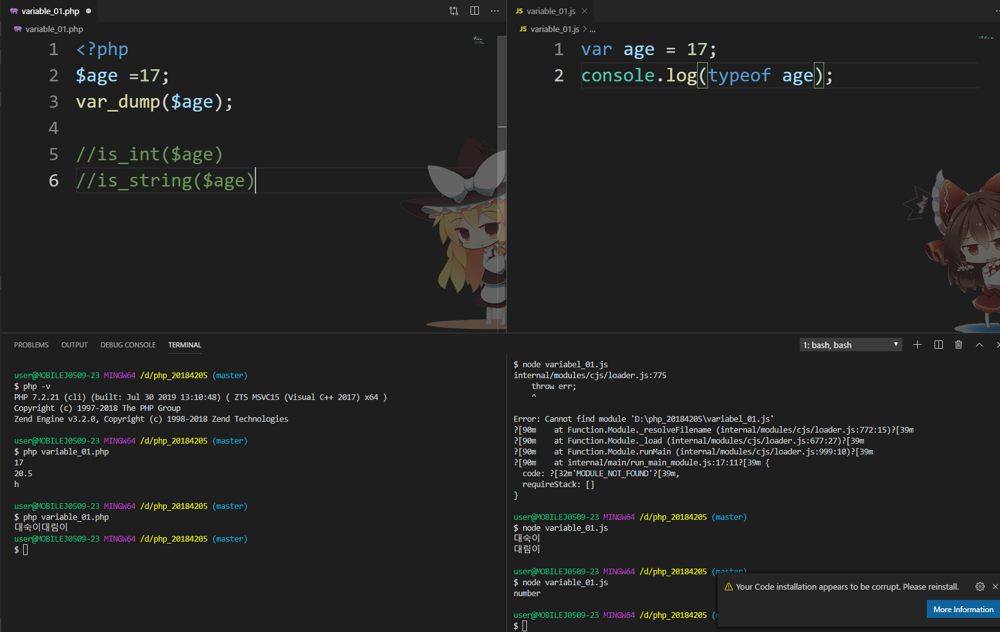 variable_01.php
variable_01.php
1 <?php
2 $age =17;
3 var_dump($age);
4
5 //is_int($age)
6 //is_string($age)
JS variable_01.js
JS variable_01.js > ...
1 var age = 17;
2 console.log(typeof age);
PROBLEMS OUTPUT DEBUG CONSOLE TERMINAL
1: bash, bash
user@MOBILEJ0509-23 MINGW64 /d/php_20184205 (master)
$ php -v
PHP 7.2.21 (cli) (built: Jul 30 2019 13:10:48) ( ZTS MSVC15 (Visual C++ 2017) x64 )
Copyright (c) 1997-2018 The PHP Group
Zend Engine v3.2.0, Copyright (c) 1998-2018 Zend Technologies
user@MOBILEJ0509-23 MINGW64 /d/php_20184205 (master)
$ php variable_01.php
17
20.5
h
user@MOBILEJ0509-23 MINGW64 /d/php_20184205 (master)
$ php variable_01.php
대숙이대림이
user@MOBILEJ0509-23 MINGW64 /d/php_20184205 (master)
$
$ node variabel_01.js
internal/modules/cjs/loader.js:775
throw err;
^
Error: Cannot find module 'D:\php_20184205\variabel_01.js'
?[90m    at Function.Module._resolveFilename (internal/modules/cjs/loader.js:772:15)?[39m
?[90m    at Function.Module._load (internal/modules/cjs/loader.js:677:27)?[39m
?[90m    at Function.Module.runMain (internal/modules/cjs/loader.js:999:10)?[39m
?[90m    at internal/main/run_main_module.js:17:11?[39m {
code: ?[32m'MODULE_NOT_FOUND'?[39m,
requireStack: []
}
user@MOBILEJ0509-23 MINGW64 /d/php_20184205 (master)
$ node variable_01.js
대숙이
대림이
user@MOBILEJ0509-23 MINGW64 /d/php_20184205 (master)
$ node variable_01.js
number
user@MOBILEJ0509-23 MINGW64 /d/php_20184205 (
$
Your Code installation appears to be corrupt. Please reinstall.
More Information